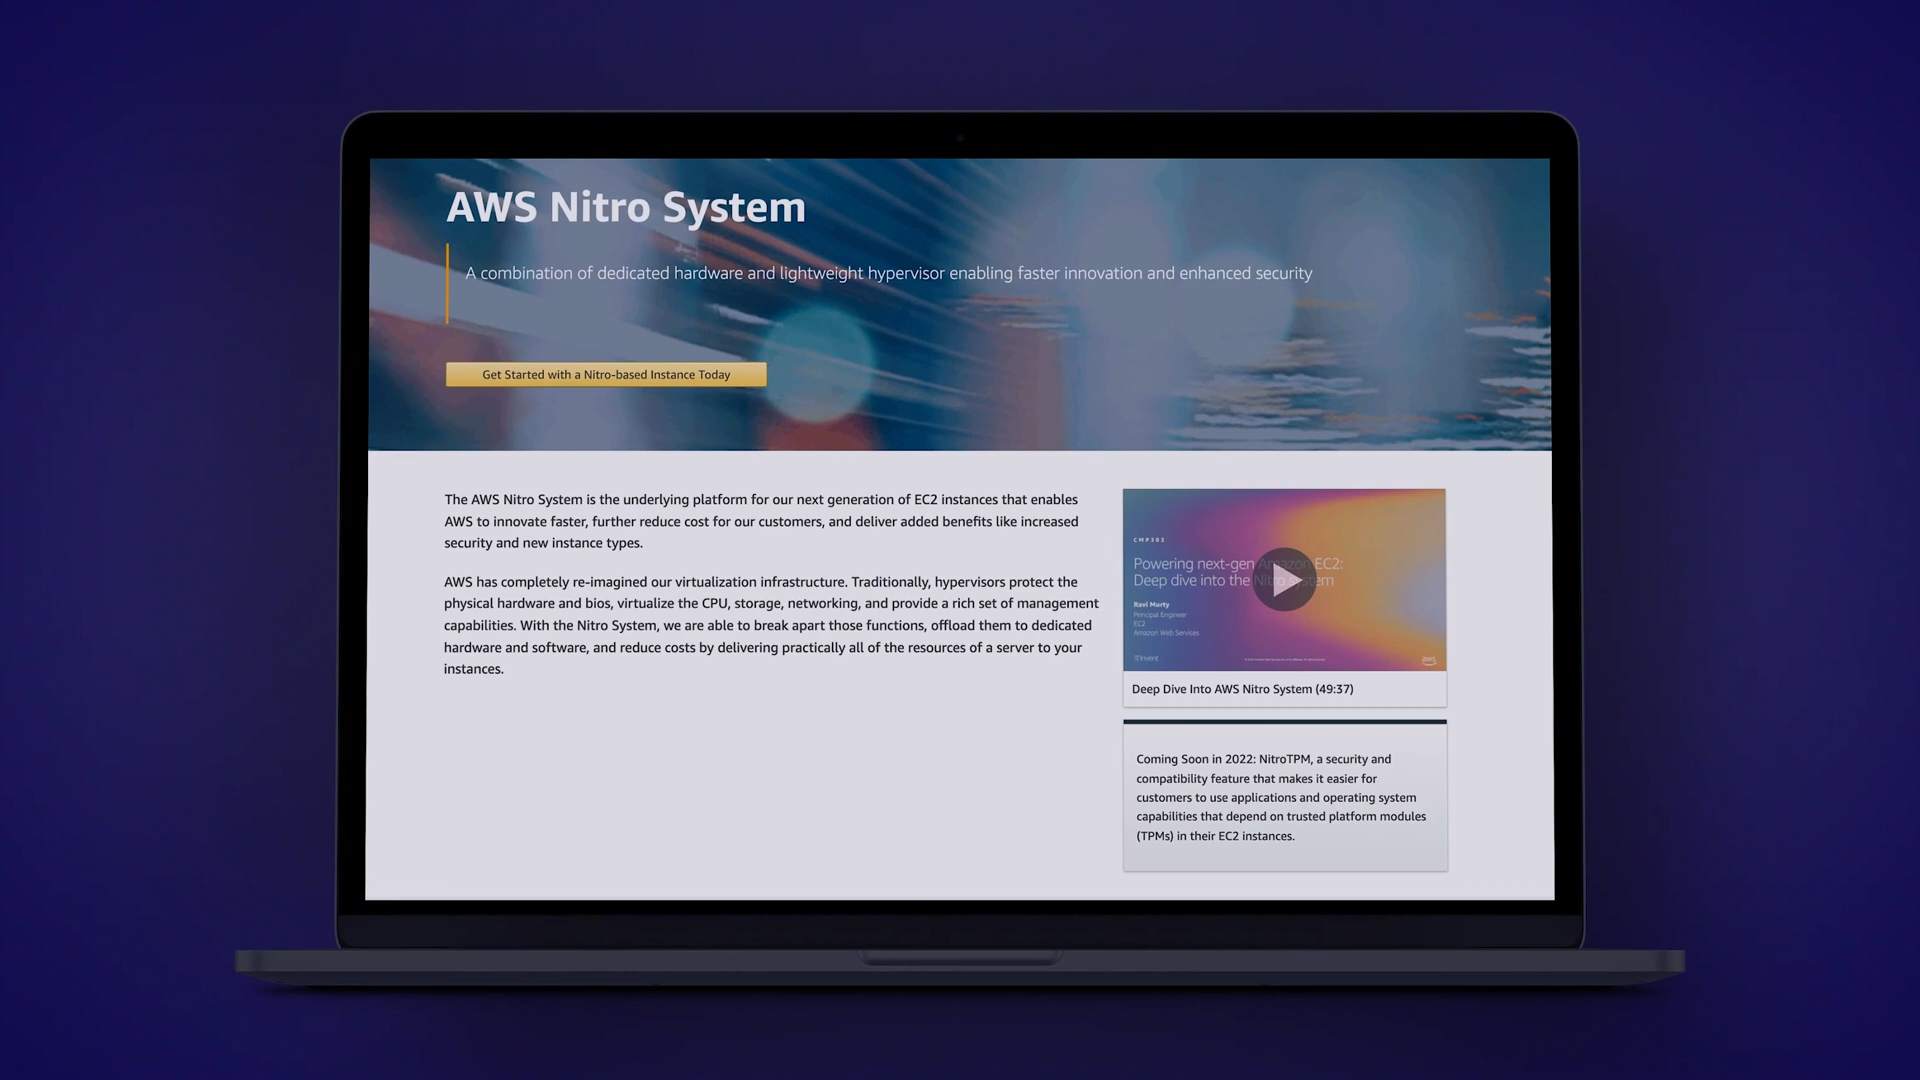 AWS Nitro System
A combination of dedicated hardware and lightweight hypervisor enabling faster innovation and enhanced security
Get Started with a Nitro-based Instance Today
The AWS Nitro System is the underlying platform for our next generation of EC2 instances that enables
AWS to innovate faster, further reduce cost for our customers, and deliver added benefits like increased
security and new instance types.
AWS has completely re-imagined our virtualization infrastructure. Traditionally, hypervisors protect the
physical hardware and bios, virtualize the CPU, storage, networking, and provide a rich set of management
capabilities. With the Nitro System, we are able to break apart those functions, offload them to dedicated
hardware and software, and reduce costs by delivering practically all of the resources of a server to your
instances.
CMP303
Powering next-gen Amazon EC2:
Deep dive into the Nitro system
Ravi Murty
Principal Engineer
EC2
Amazon Web Services
re:Invent
aws
Deep Dive Into AWS Nitro System (49:37)
Coming Soon in 2022: NitroTPM, a security and
compatibility feature that makes it easier for
customers to use applications and operating system
capabilities that depend on trusted platform modules
(TPMs) in their EC2 instances.